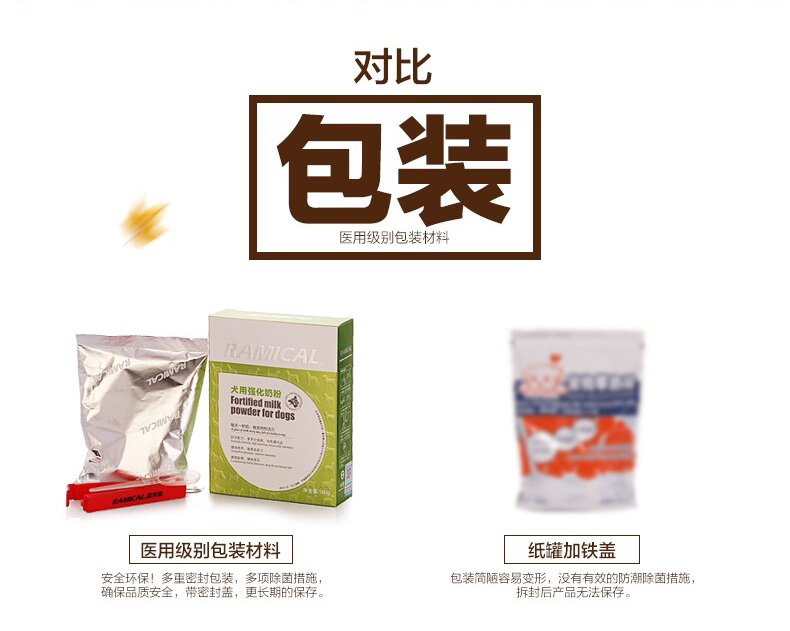 对比
包装
医用级别包装材料
RAMICAL
RAMICAL
RAMICAL
犬用强化奶粉
Fortified milk
powder for dogs
RAMICAL
医用级别包装材料
安全环保！多重密封包装，多项除菌措施，
确保品质安全，带密封盖，更长期的保存。
纸罐加铁盖
包装简陋容易变形，没有有效的防潮除菌措施，
拆封后产品无法保存。